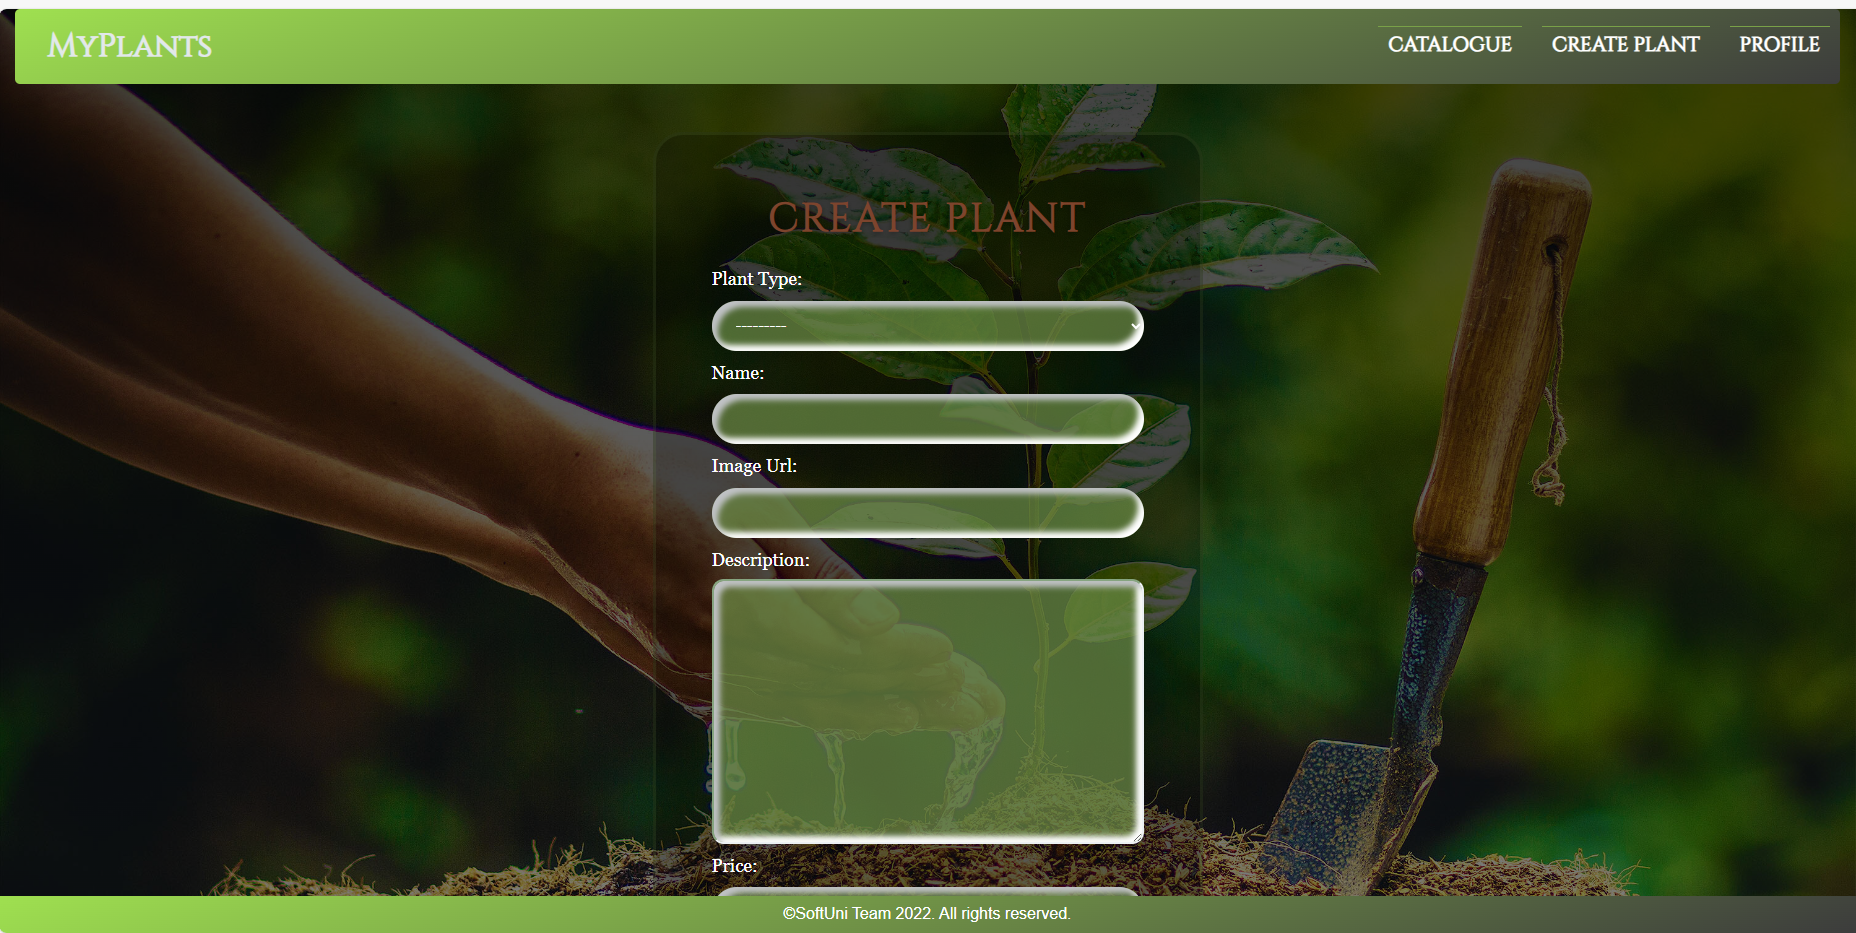 MyPlants
CATALOGUE
CREATE PLANT
PROFILE
CREATE PLANT
Plant Type:
---------
Name:
Image Url:
Description:
Price:
©SoftUni Team 2022. All rights reserved.